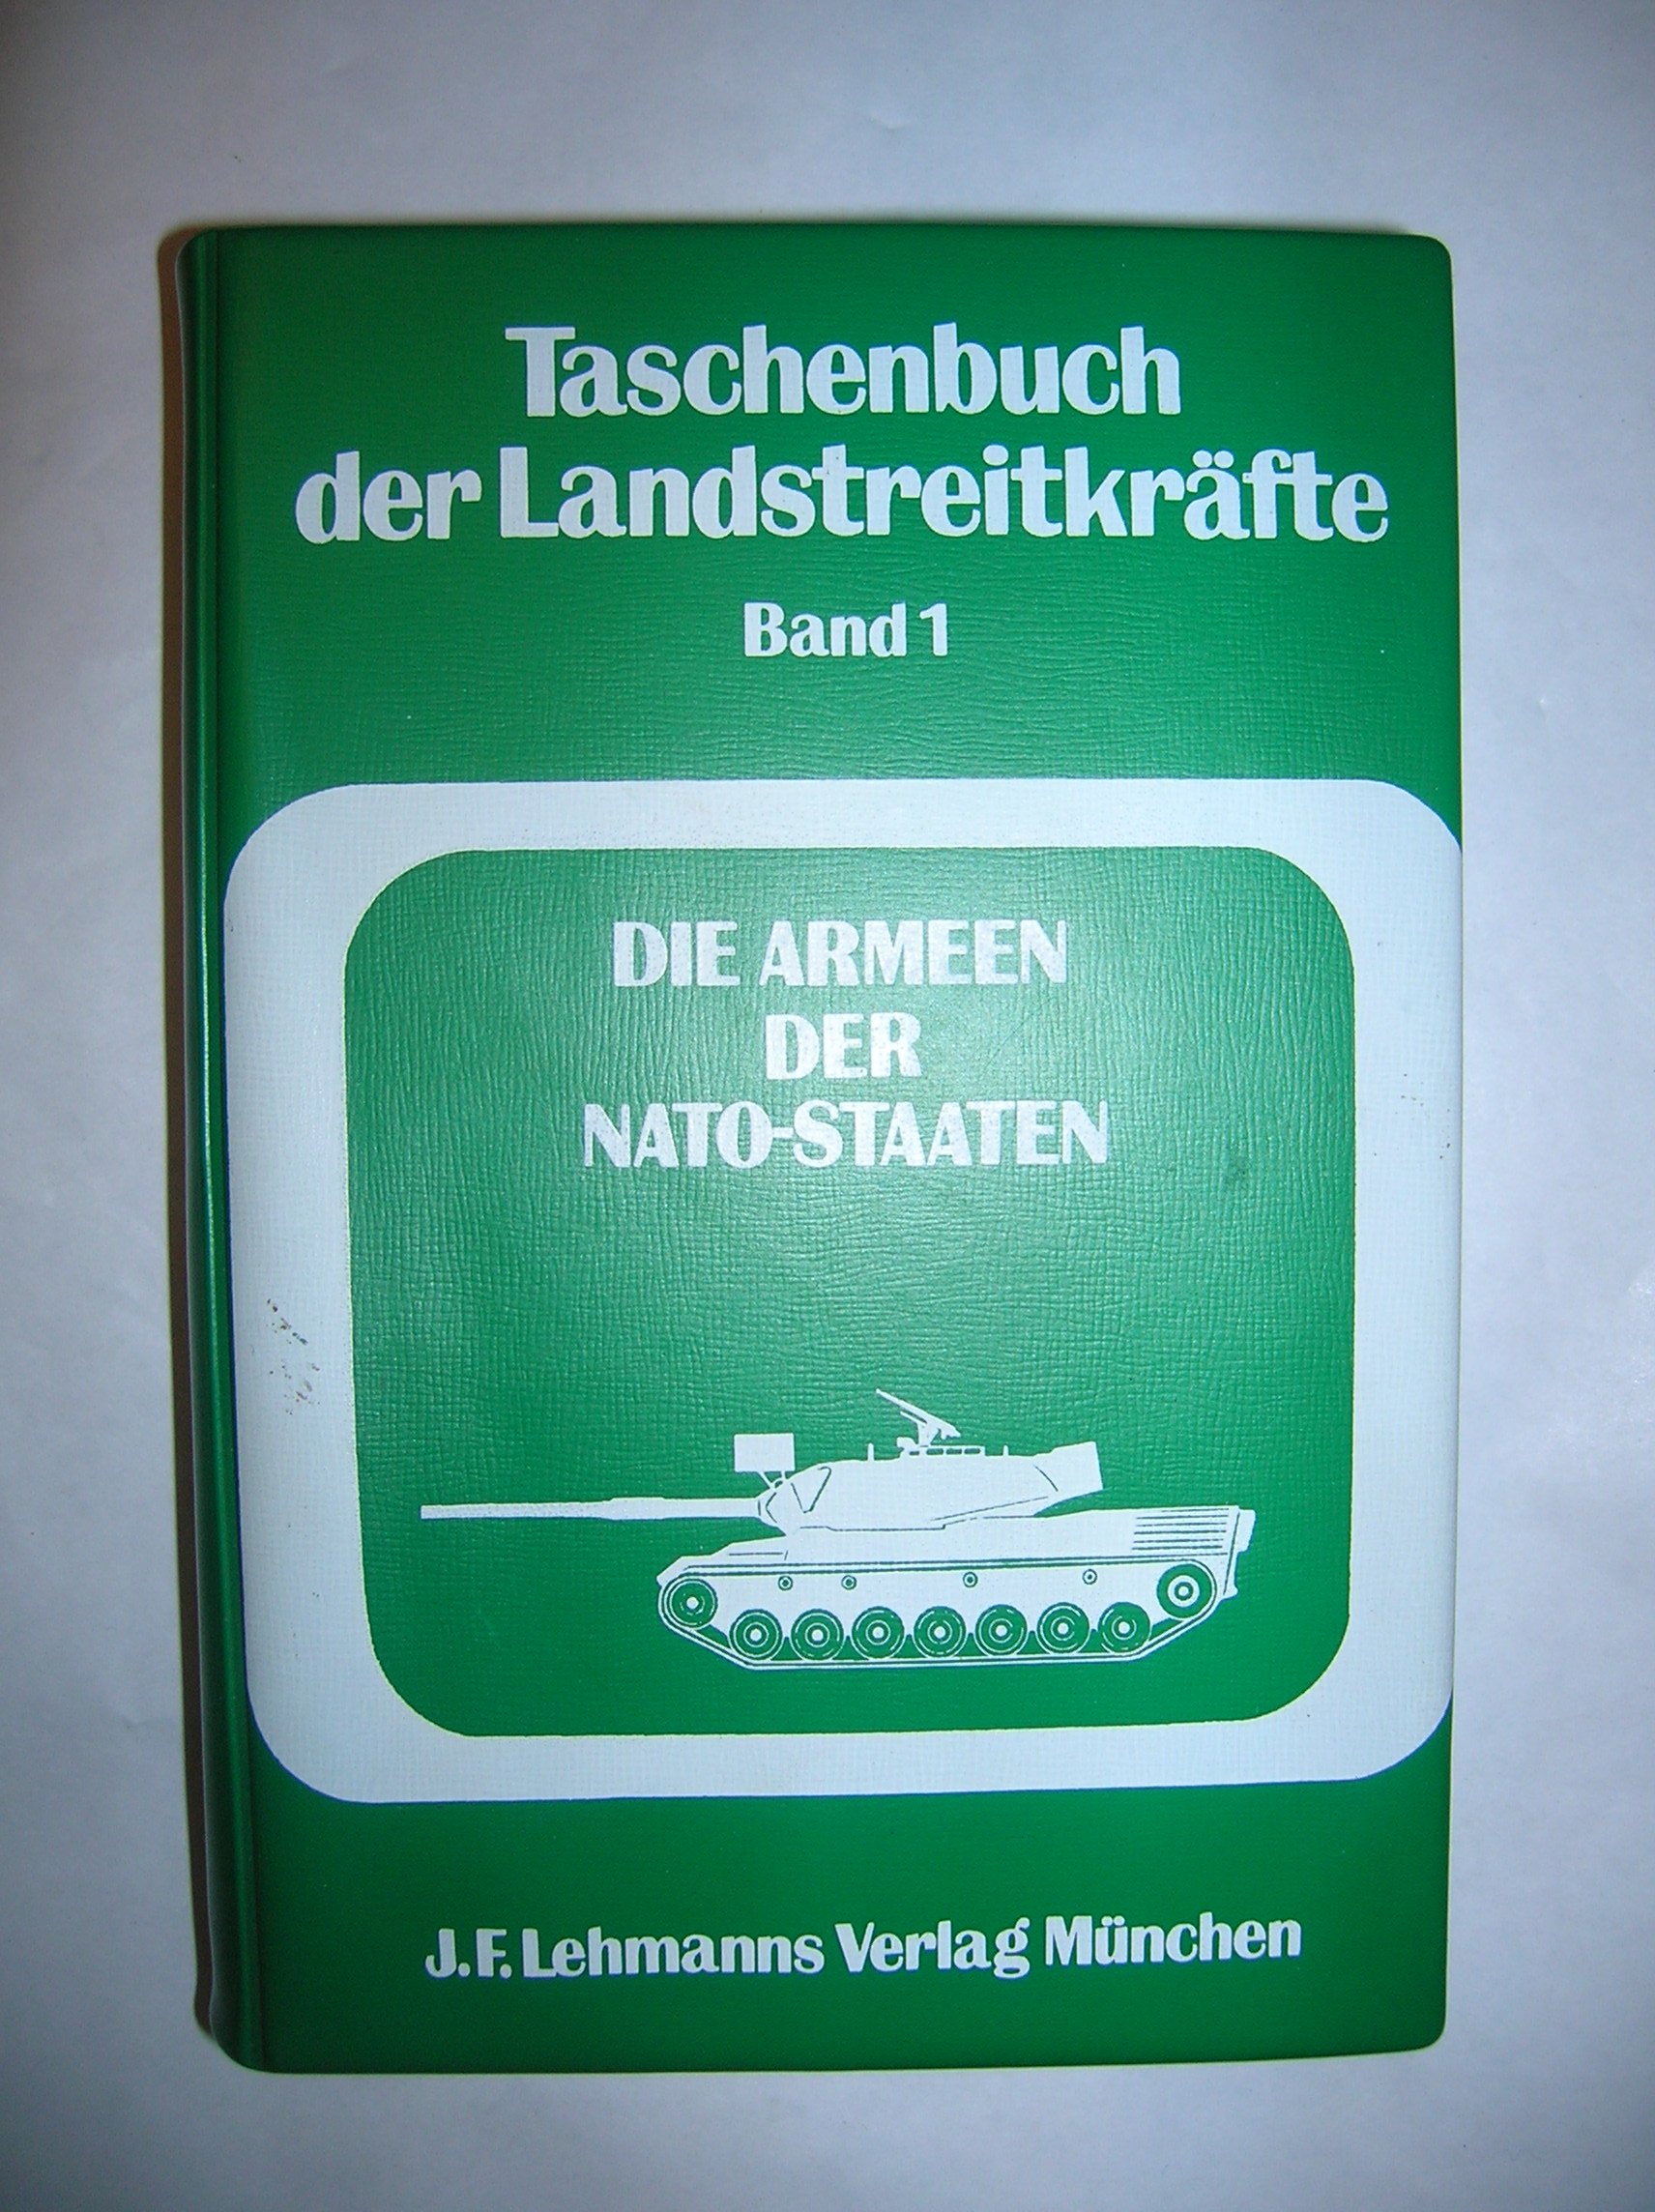 Taschenbuch
der Landstreitkräfte
Band 1
DIE ARMEEN
DER
NATO-STAATEN
J.F. Lehmanns Verlag München